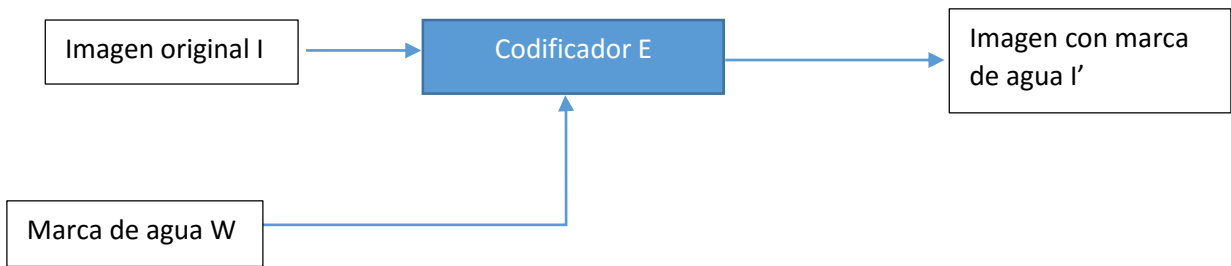 Imagen original I
Codificador E
Imagen con marca
de agua I’
Marca de agua W